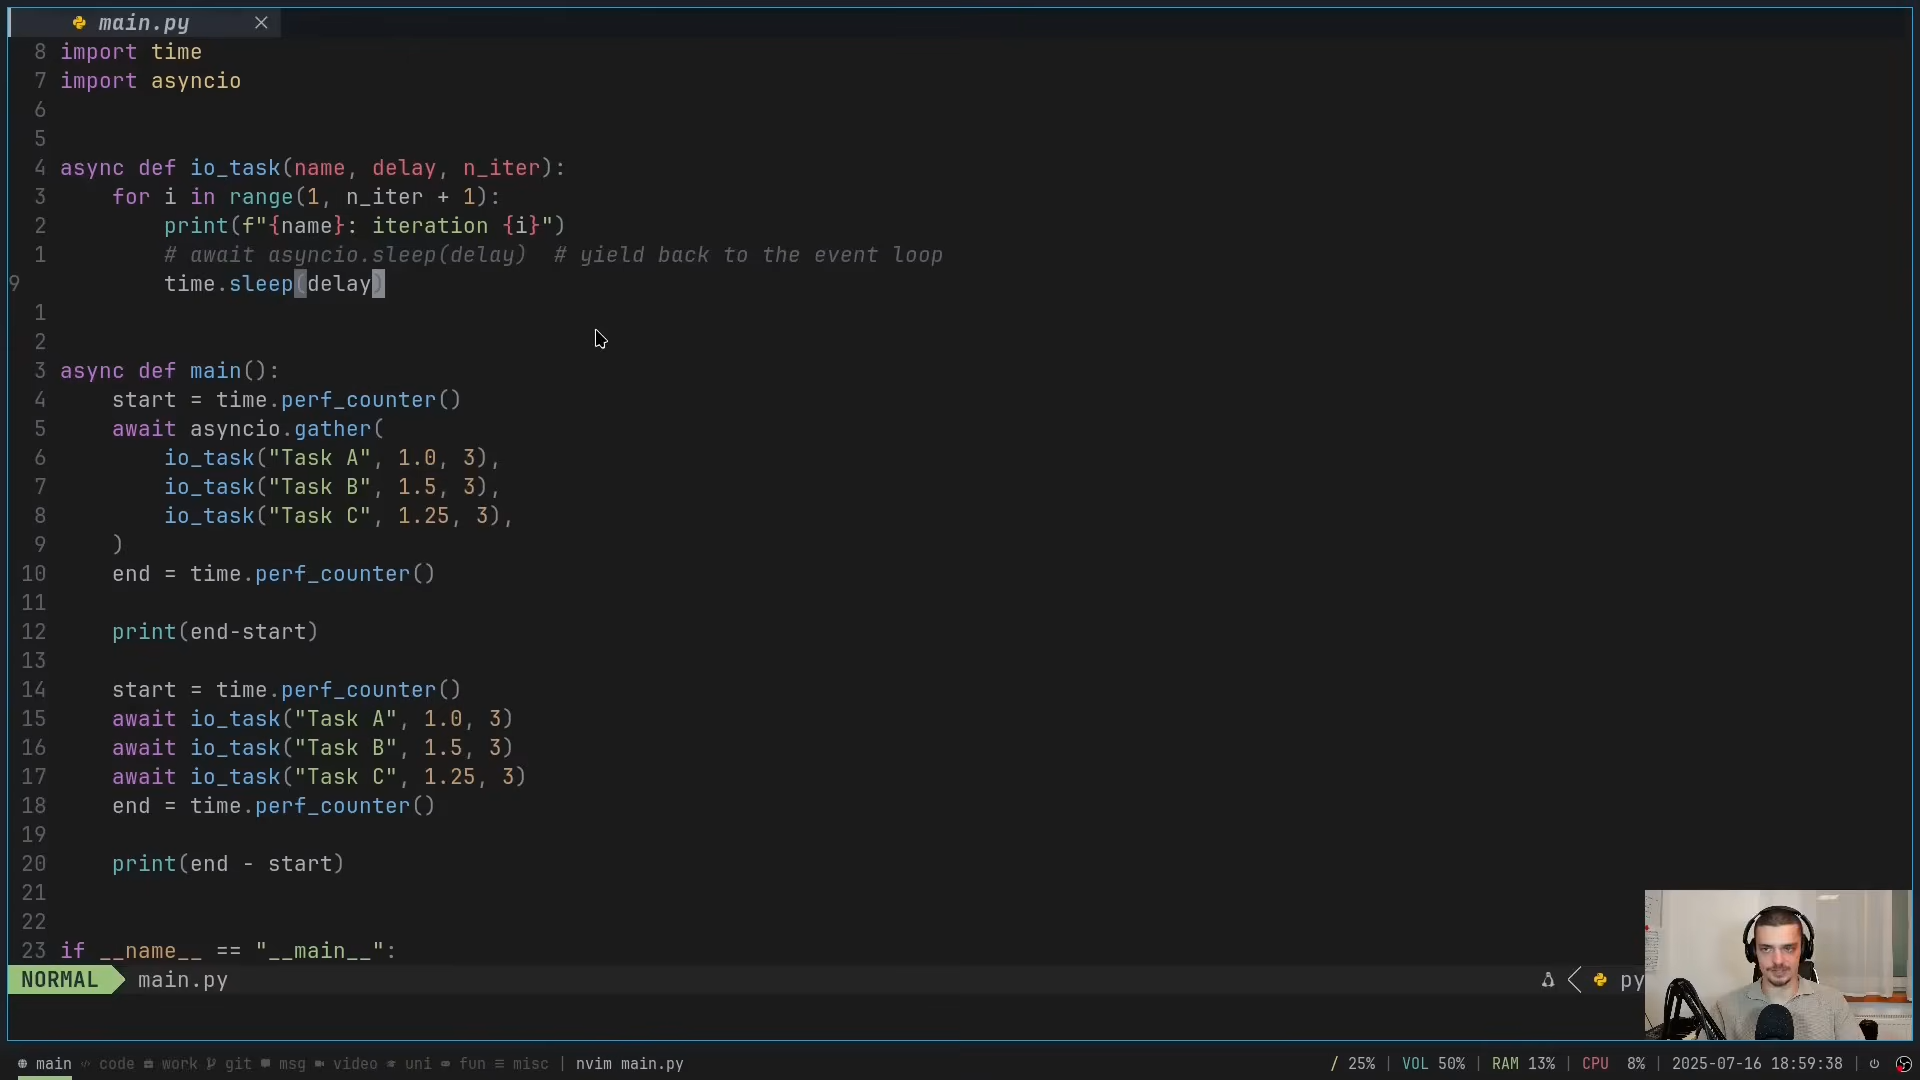 main.py
8 import time
7 import asyncio
6
5
4 async def io_task(name, delay, n_iter):
3     for i in range(1, n_iter + 1):
2         print(f"{name}: iteration {i}")
1         # await asyncio.sleep(delay)  # yield back to the event loop
9         time.sleep(delay)
1
2
3 async def main():
4     start = time.perf_counter()
5     await asyncio.gather(
6         io_task("Task A", 1.0, 3),
7         io_task("Task B", 1.5, 3),
8         io_task("Task C", 1.25, 3),
9     )
10     end = time.perf_counter()
11
12     print(end-start)
13
14     start = time.perf_counter()
15     await io_task("Task A", 1.0, 3)
16     await io_task("Task B", 1.5, 3)
17     await io_task("Task C", 1.25, 3)
18     end = time.perf_counter()
19
20     print(end - start)
21
22
23 if __name__ == "__main__":
NORMAL main.py py
main code work git msg video uni fun misc | nvim main.py / 25% | VOL 50% | RAM 13% | CPU 8% | 2025-07-16 18:59:38 |